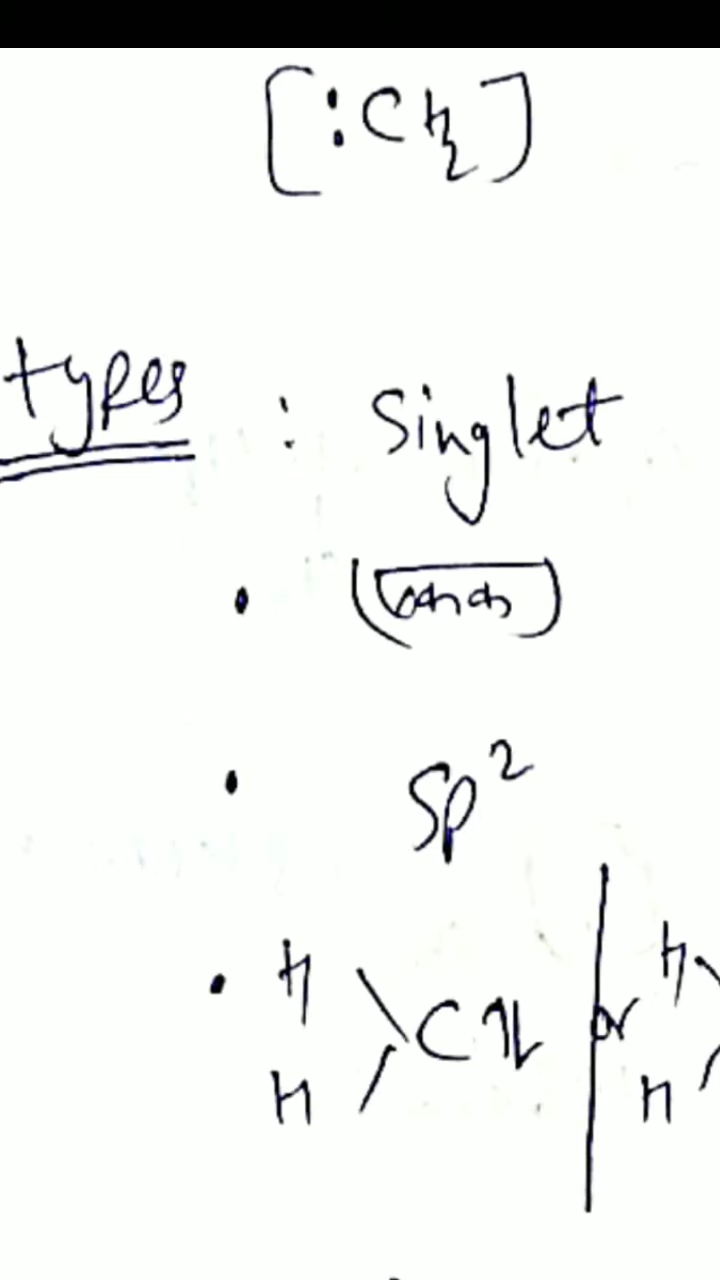 [:CH2]
types : Singlet
• 
• Sp²
• H
H
>C⥮ or H
H